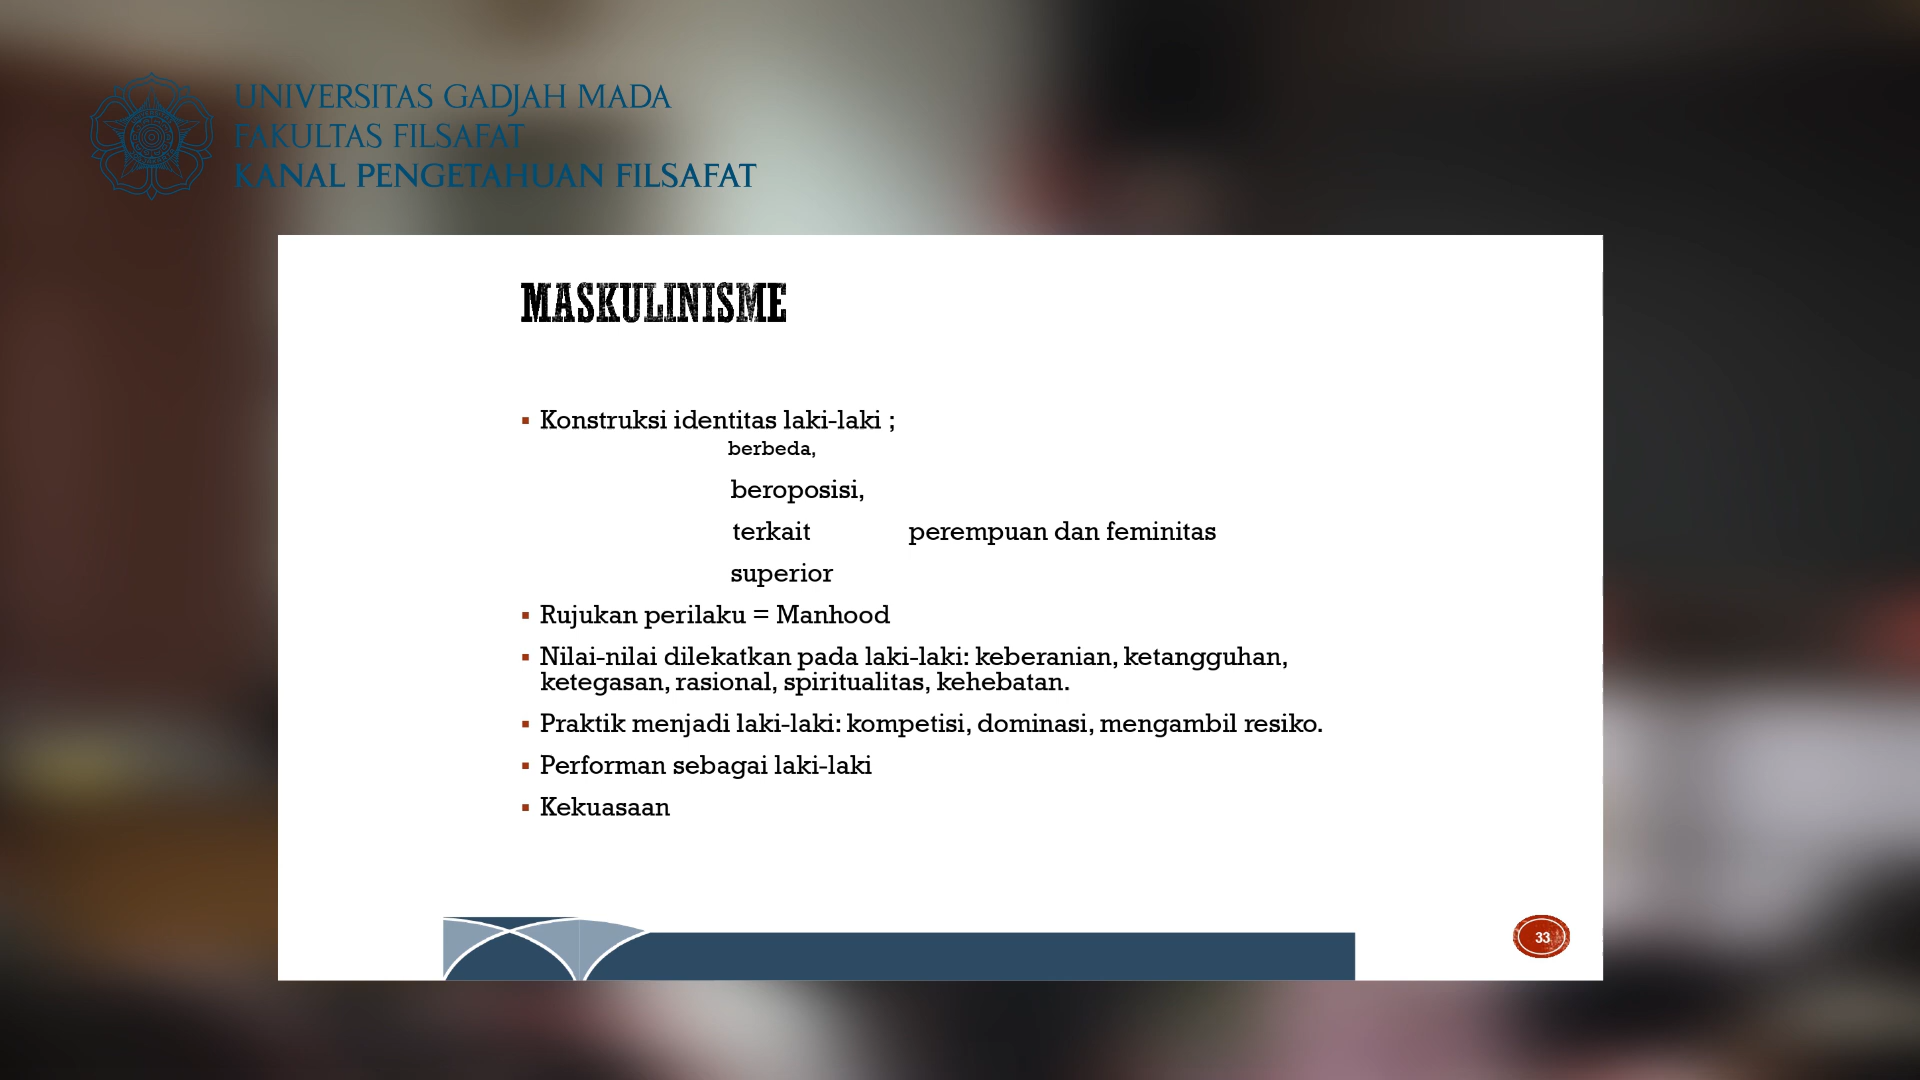 UNIVERSITAS GADJAH MADA
FAKULTAS FILSAFAT
KANAL PENGETAHUAN FILSAFAT
MASKULINISME
▪ Konstruksi identitas laki-laki ;
berbeda,
beroposisi,
terkait perempuan dan feminitas
superior
▪ Rujukan perilaku = Manhood
▪ Nilai-nilai dilekatkan pada laki-laki: keberanian, ketangguhan,
ketegasan, rasional, spiritualitas, kehebatan.
▪ Praktik menjadi laki-laki: kompetisi, dominasi, mengambil resiko.
▪ Performan sebagai laki-laki
▪ Kekuasaan
33